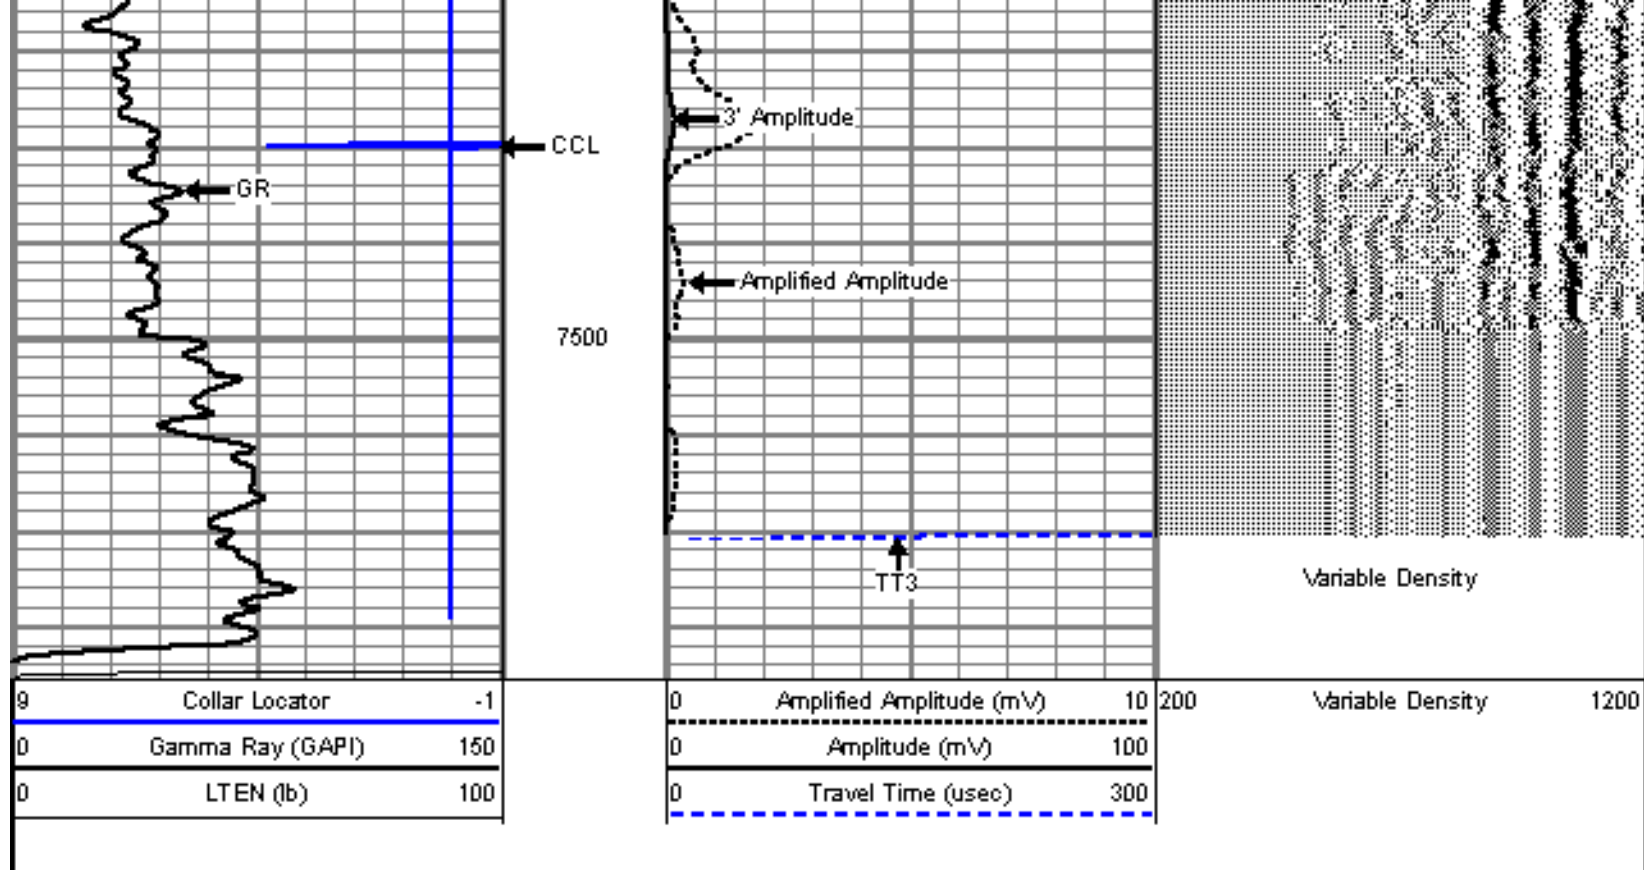 3' Amplitude
CCL
GR
Amplified Amplitude
7500
TT3
Variable Density
9 Collar Locator -1
0 Amplified Amplitude (mV) 10
200 Variable Density 1200
0 Gamma Ray (GAPI) 150
0 Amplitude (mV) 100
0 LTEN (lb) 100
0 Travel Time (usec) 300